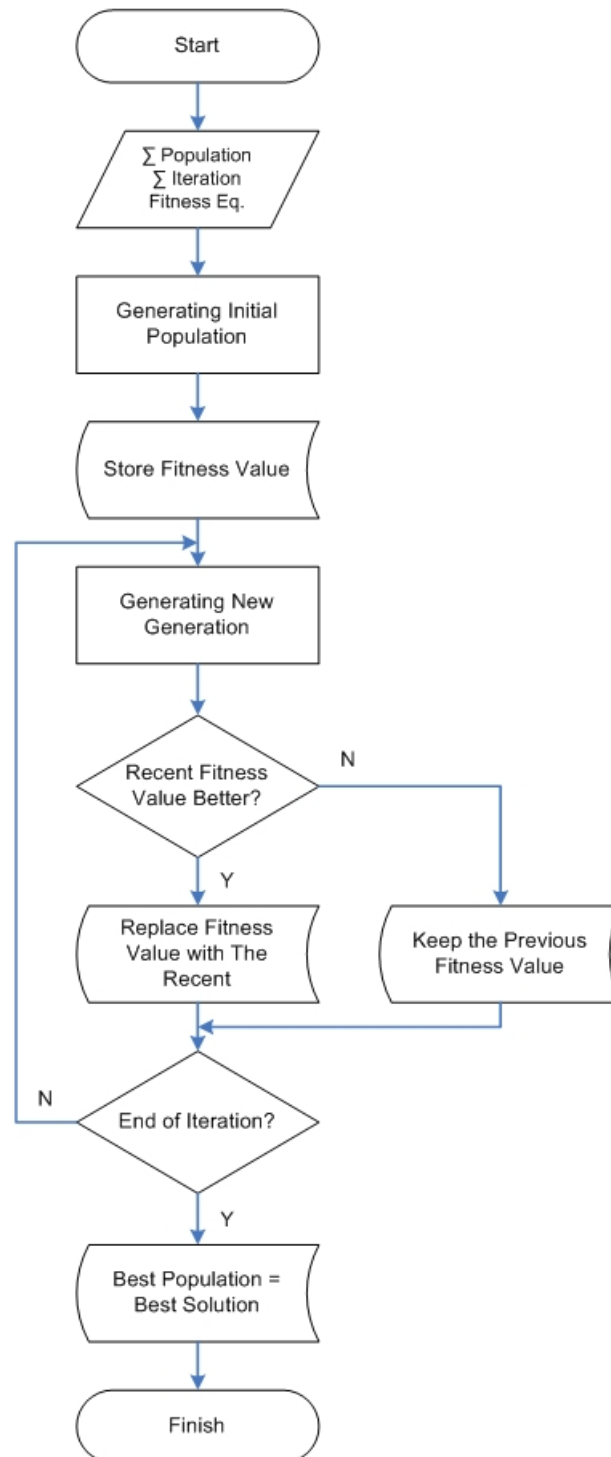 Start
∑ Population
∑ Iteration
Fitness Eq.
Generating Initial
Population
Store Fitness Value
Generating New
Generation
Recent Fitness
Value Better?
N
Y
Replace Fitness
Value with The
Recent
Keep the Previous
Fitness Value
N
End of Iteration?
Y
Best Population =
Best Solution
Finish